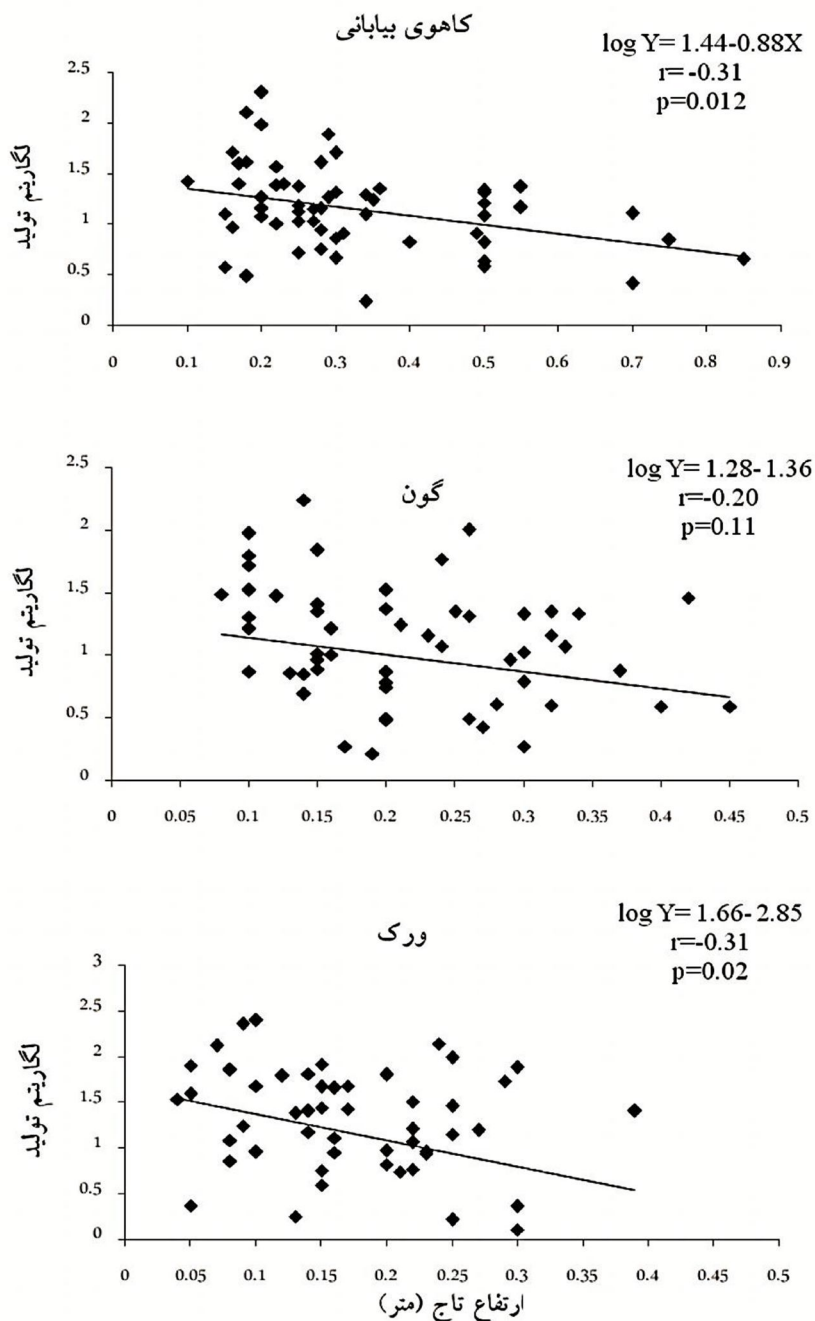 کاهوی بیابانی
log Y= 1.44-0.88X
r= -0.31
p=0.012
لگاریتم تولید
2.5
2
1.5
1
0.5
0
0 0.1 0.2 0.3 0.4 0.5 0.6 0.7 0.8 0.9
گون
log Y= 1.28- 1.36
r=-0.20
p=0.11
لگاریتم تولید
2.5
2
1.5
1
0.5
0
0 0.05 0.1 0.15 0.2 0.25 0.3 0.35 0.4 0.45 0.5
ورک
log Y= 1.66- 2.85
r=-0.31
p=0.02
لگاریتم تولید
3
2.5
2
1.5
1
0.5
0
0 0.05 0.1 0.15 0.2 0.25 0.3 0.35 0.4 0.45 0.5
ارتفاع تاج (متر)